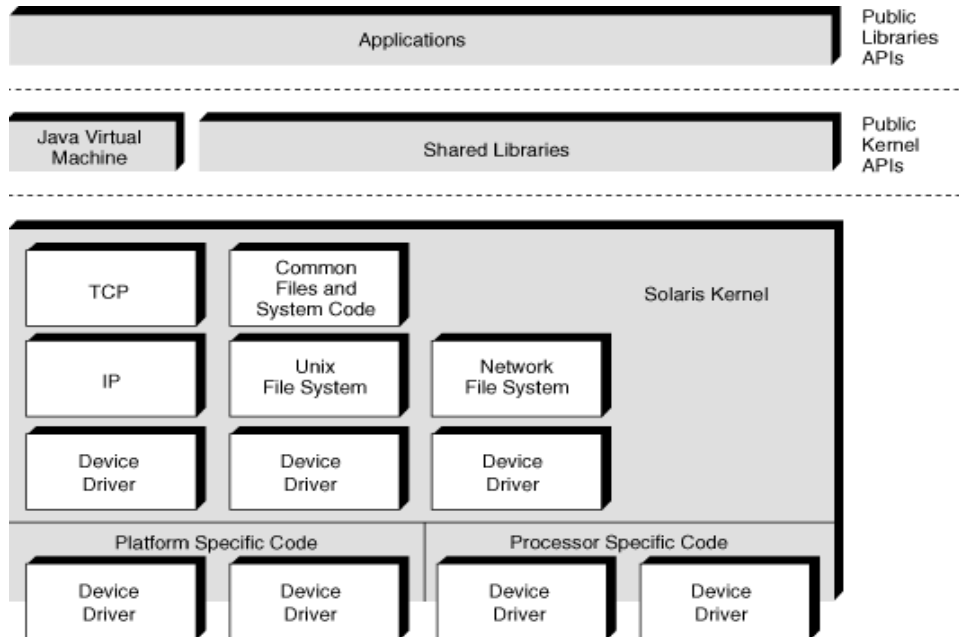 Applications
Public
Libraries
APIs
Java Virtual
Machine
Shared Libraries
Public
Kernel
APIs
TCP
Common
Files and
System Code
Solaris Kernel
IP
Unix
File System
Network
File System
Device
Driver
Device
Driver
Device
Driver
Platform Specific Code
Processor Specific Code
Device
Driver
Device
Driver
Device
Driver
Device
Driver